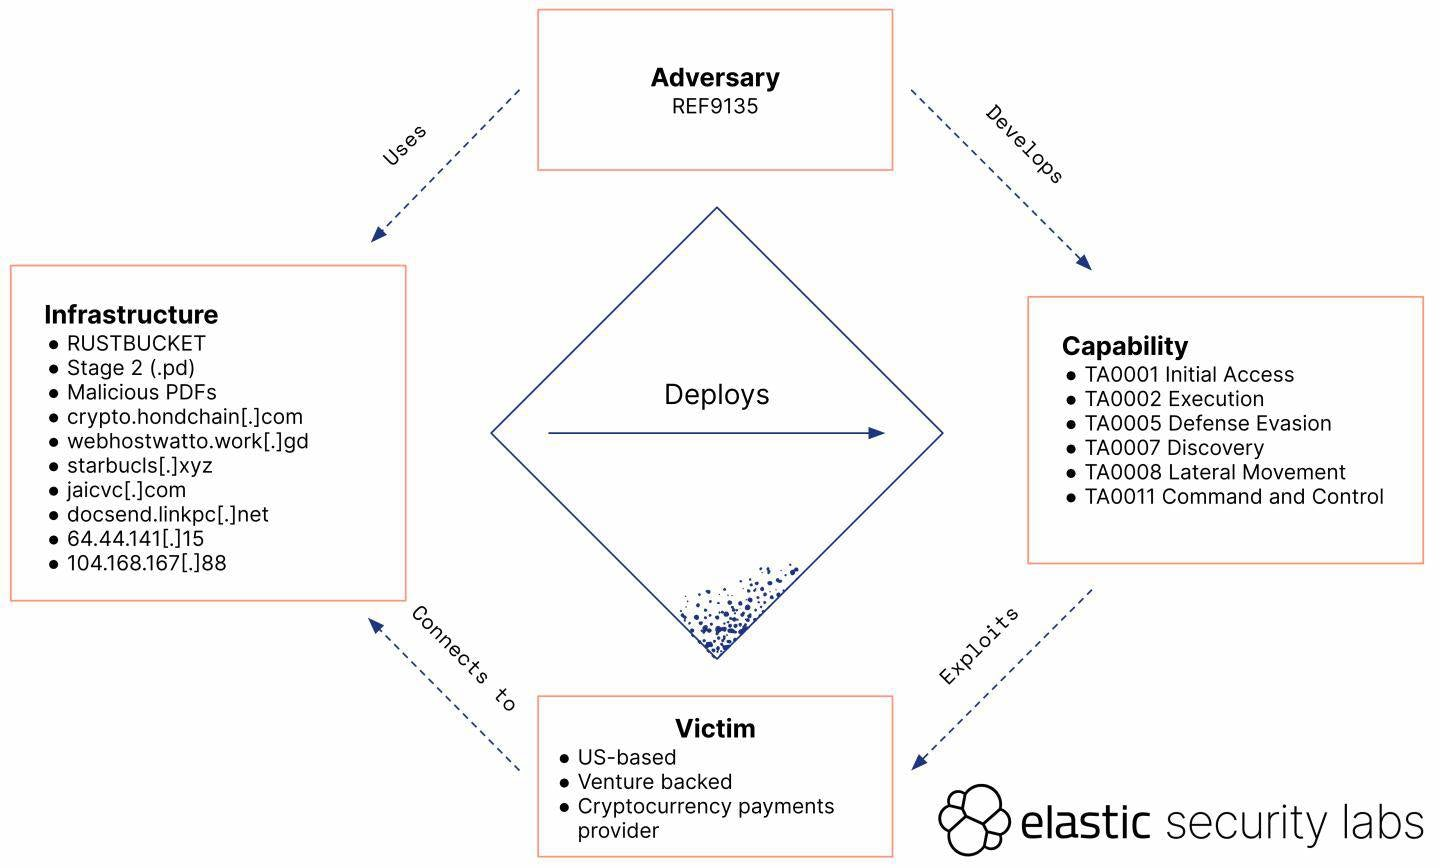 Adversary
REF9135
Uses
Develops
Infrastructure
● RUSTBUCKET
● Stage 2 (.pd)
● Malicious PDFs
● crypto.hondchain[.]com
● webhostwatto.work[.]gd
● starbucls[.]xyz
● jaicvc[.]com
● docsend.linkpc[.]net
● 64.44.141[.]15
● 104.168.167[.]88
Deploys
Capability
● TA0001 Initial Access
● TA0002 Execution
● TA0005 Defense Evasion
● TA0007 Discovery
● TA0008 Lateral Movement
● TA0011 Command and Control
Connects to
Exploits
Victim
● US-based
● Venture backed
● Cryptocurrency payments
provider
elastic security labs